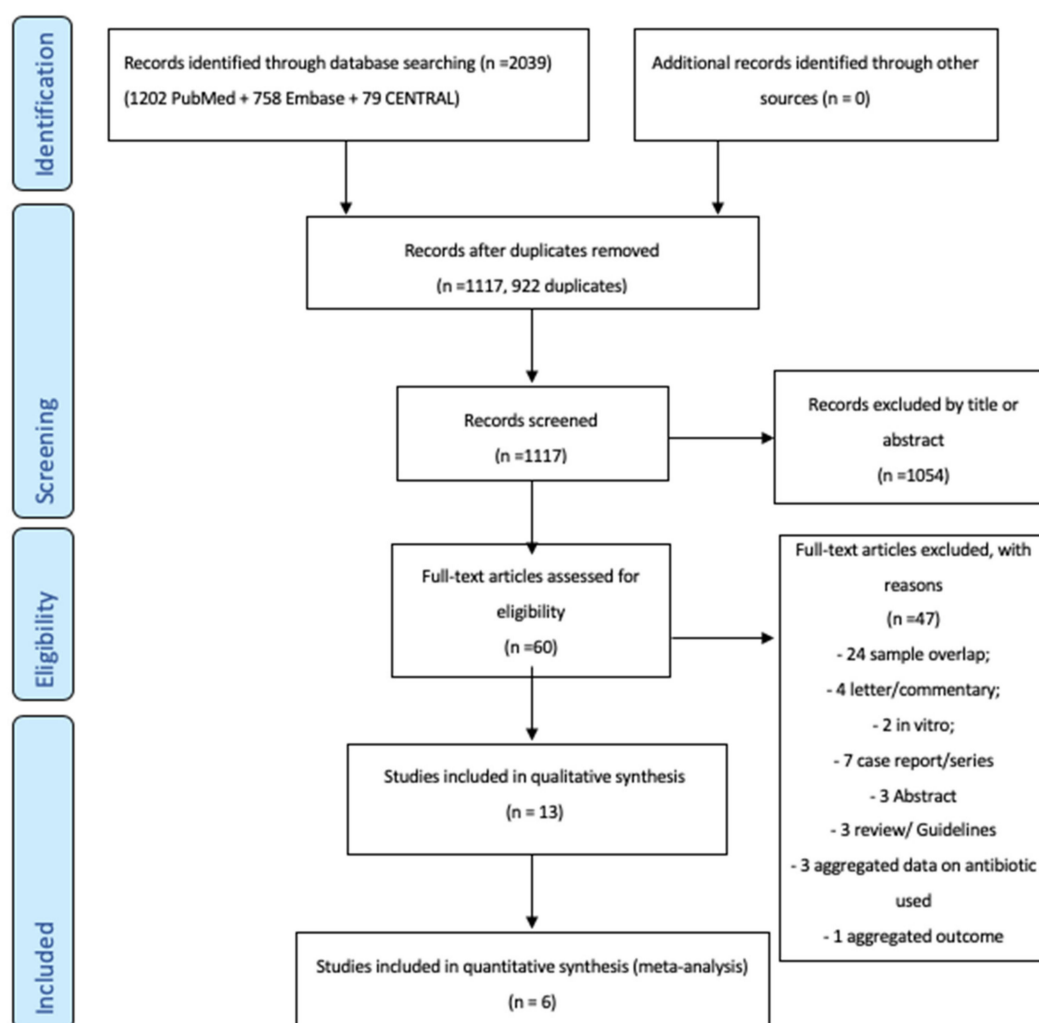 Identification
Records identified through database searching (n =2039)
(1202 PubMed + 758 Embase + 79 CENTRAL)
Additional records identified through other
sources (n = 0)
Screening
Records after duplicates removed
(n =1117, 922 duplicates)
Records screened
(n =1117)
Records excluded by title or
abstract
(n =1054)
Eligibility
Full-text articles assessed for
eligibility
(n =60)
Full-text articles excluded, with
reasons
(n =47)
- 24 sample overlap;
- 4 letter/commentary;
- 2 in vitro;
- 7 case report/series
- 3 Abstract
- 3 review/ Guidelines
- 3 aggregated data on antibiotic
used
- 1 aggregated outcome
Included
Studies included in qualitative synthesis
(n = 13)
Studies included in quantitative synthesis (meta-analysis)
(n = 6)